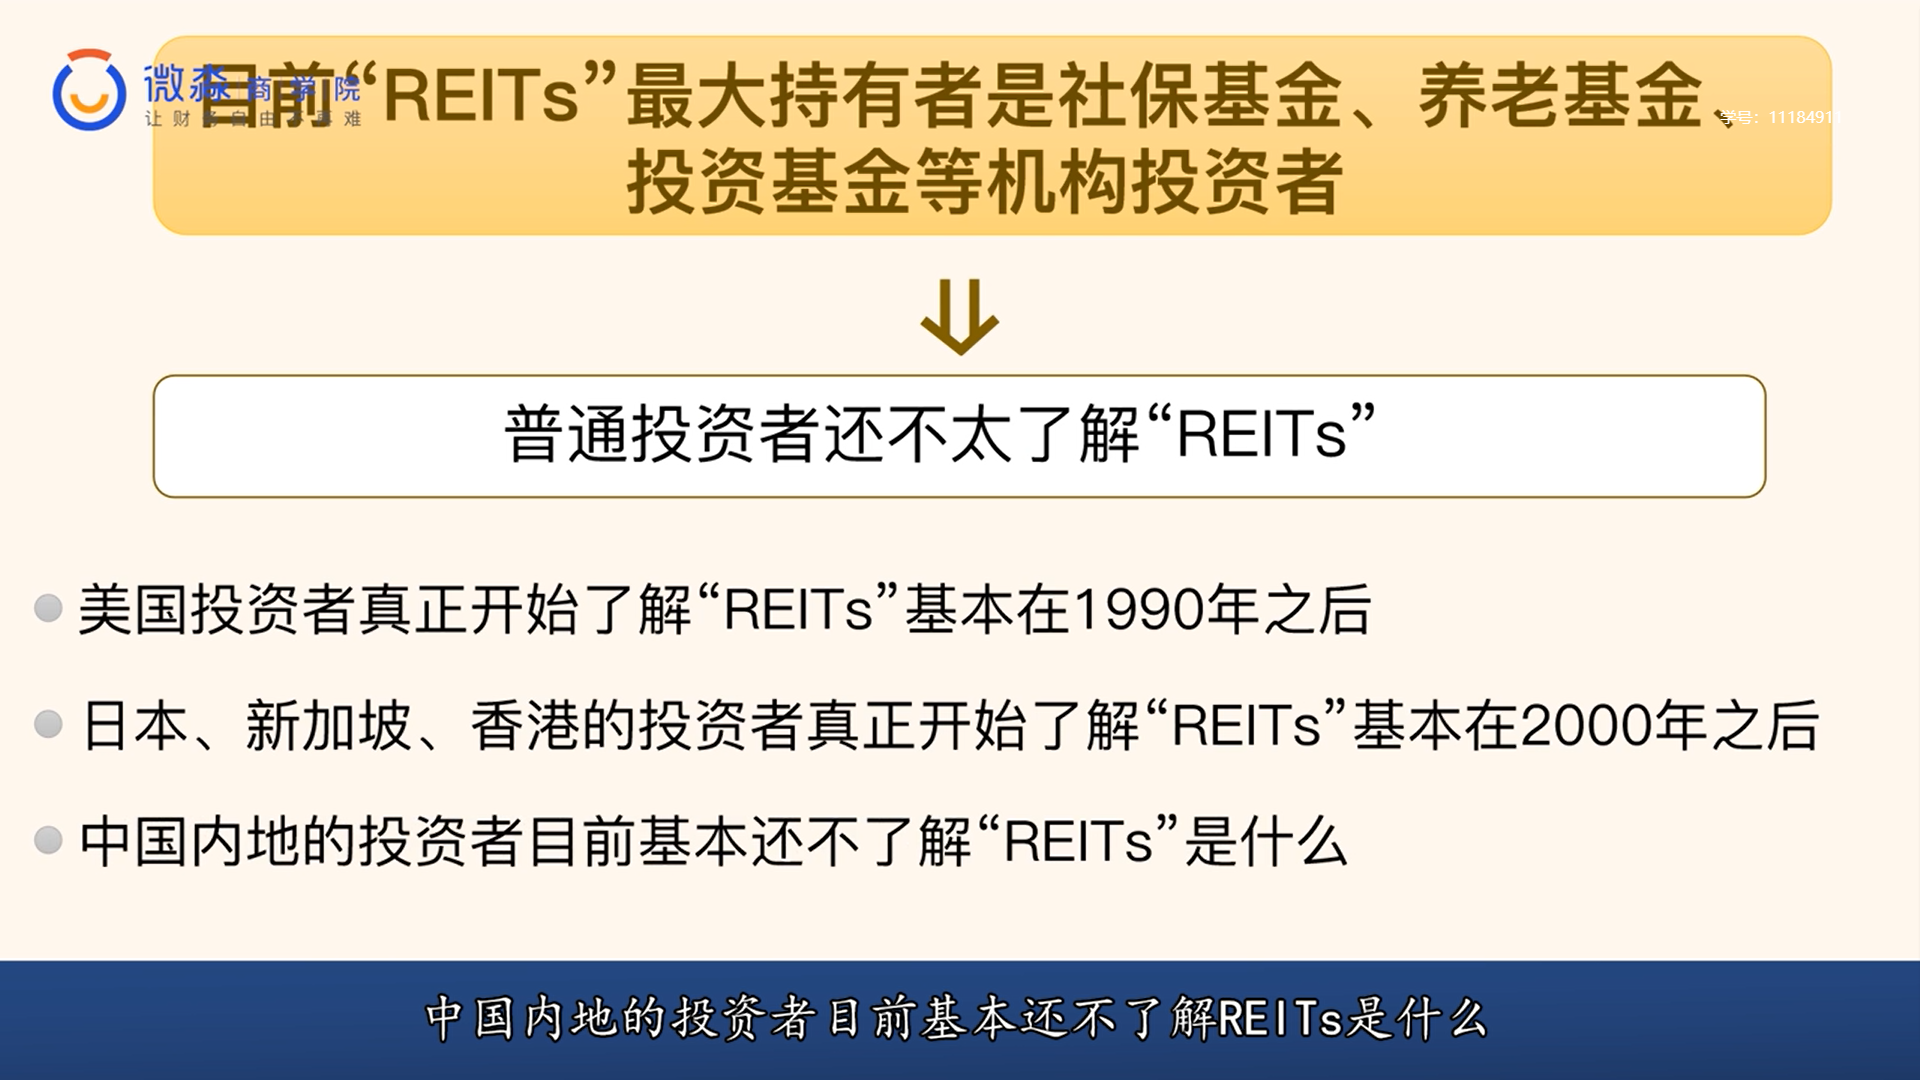 微淼 商学院
让财务自由不再难
目前“REITs”最大持有者是社保基金、养老基金、
学号：1118491
投资基金等机构投资者
普通投资者还不太了解“REITs”
美国投资者真正开始了解“REITs”基本在1990年之后
日本、新加坡、香港的投资者真正开始了解“REITs”基本在2000年之后
中国内地的投资者目前基本还不了解“REITs”是什么
中国内地的投资者目前基本还不了解REITs是什么